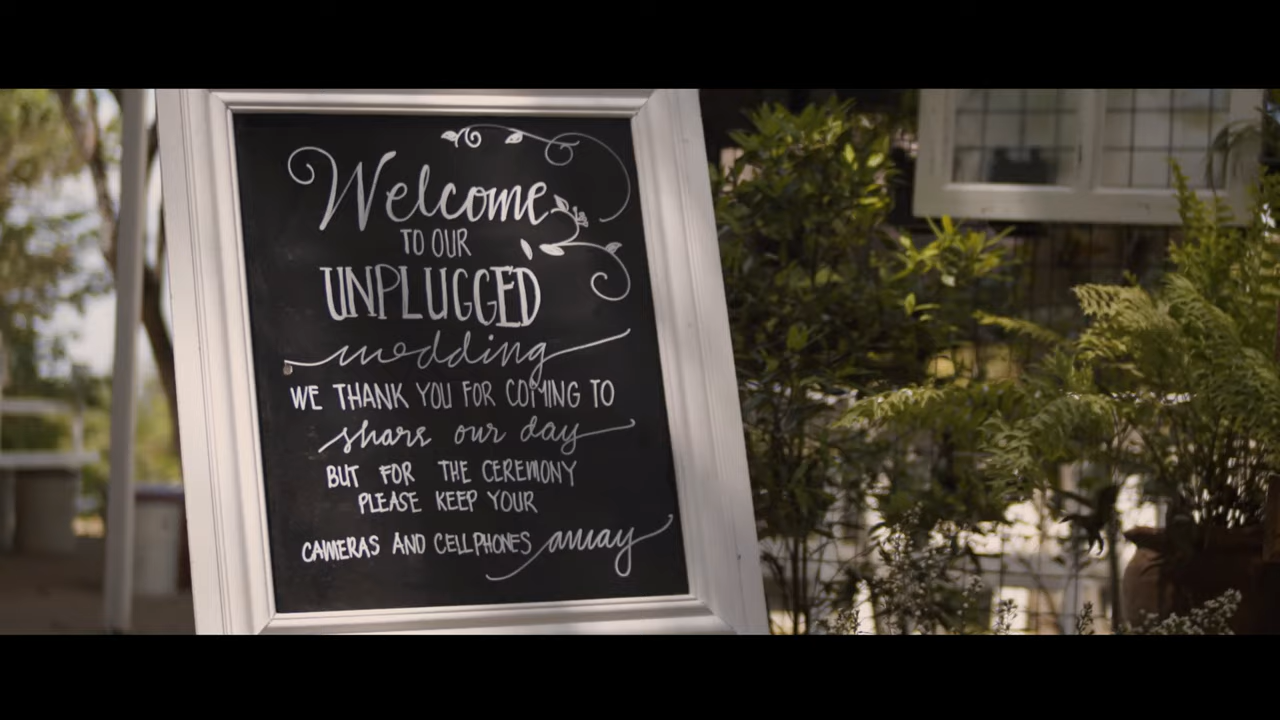 Welcome
TO OUR
UNPLUGGED
wedding
WE THANK YOU FOR COMING TO
share our day
BUT FOR THE CEREMONY
PLEASE KEEP YOUR
CAMERAS AND CELLPHONES away